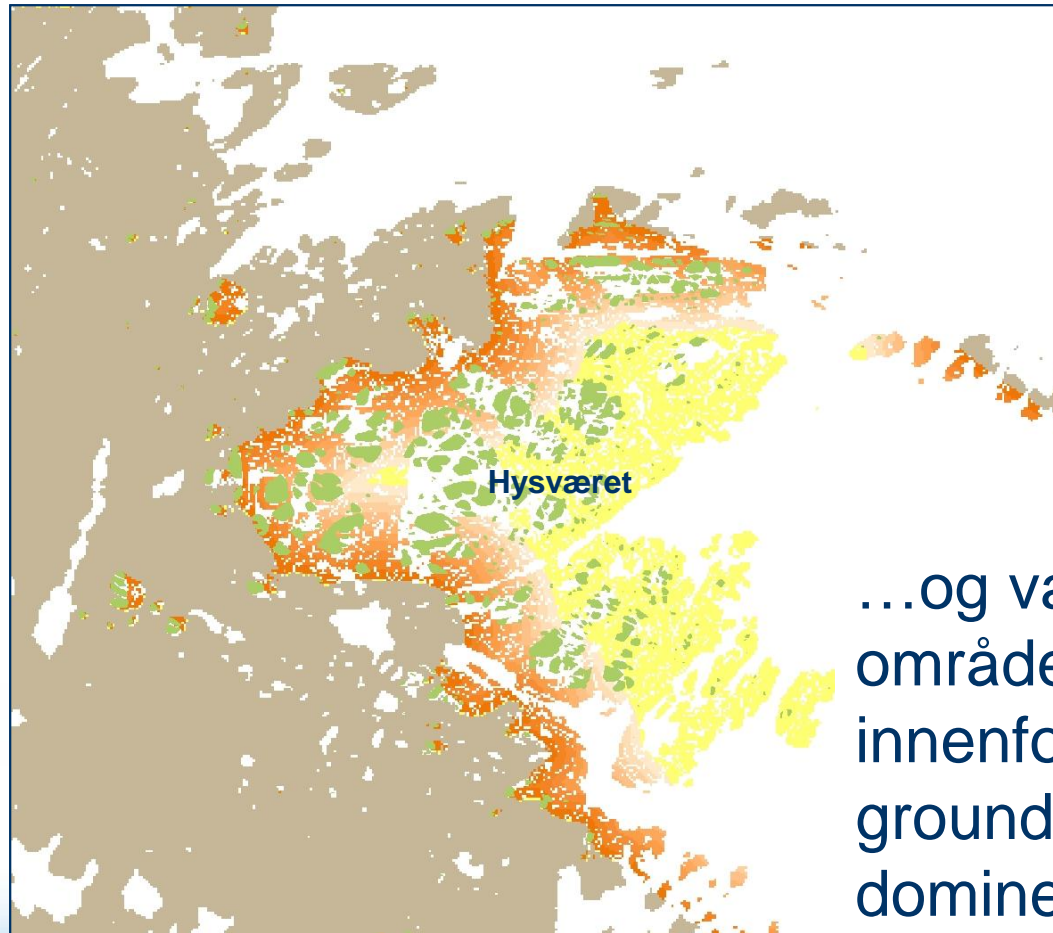 Hysværet
…og va
område
innenfo
ground
domine